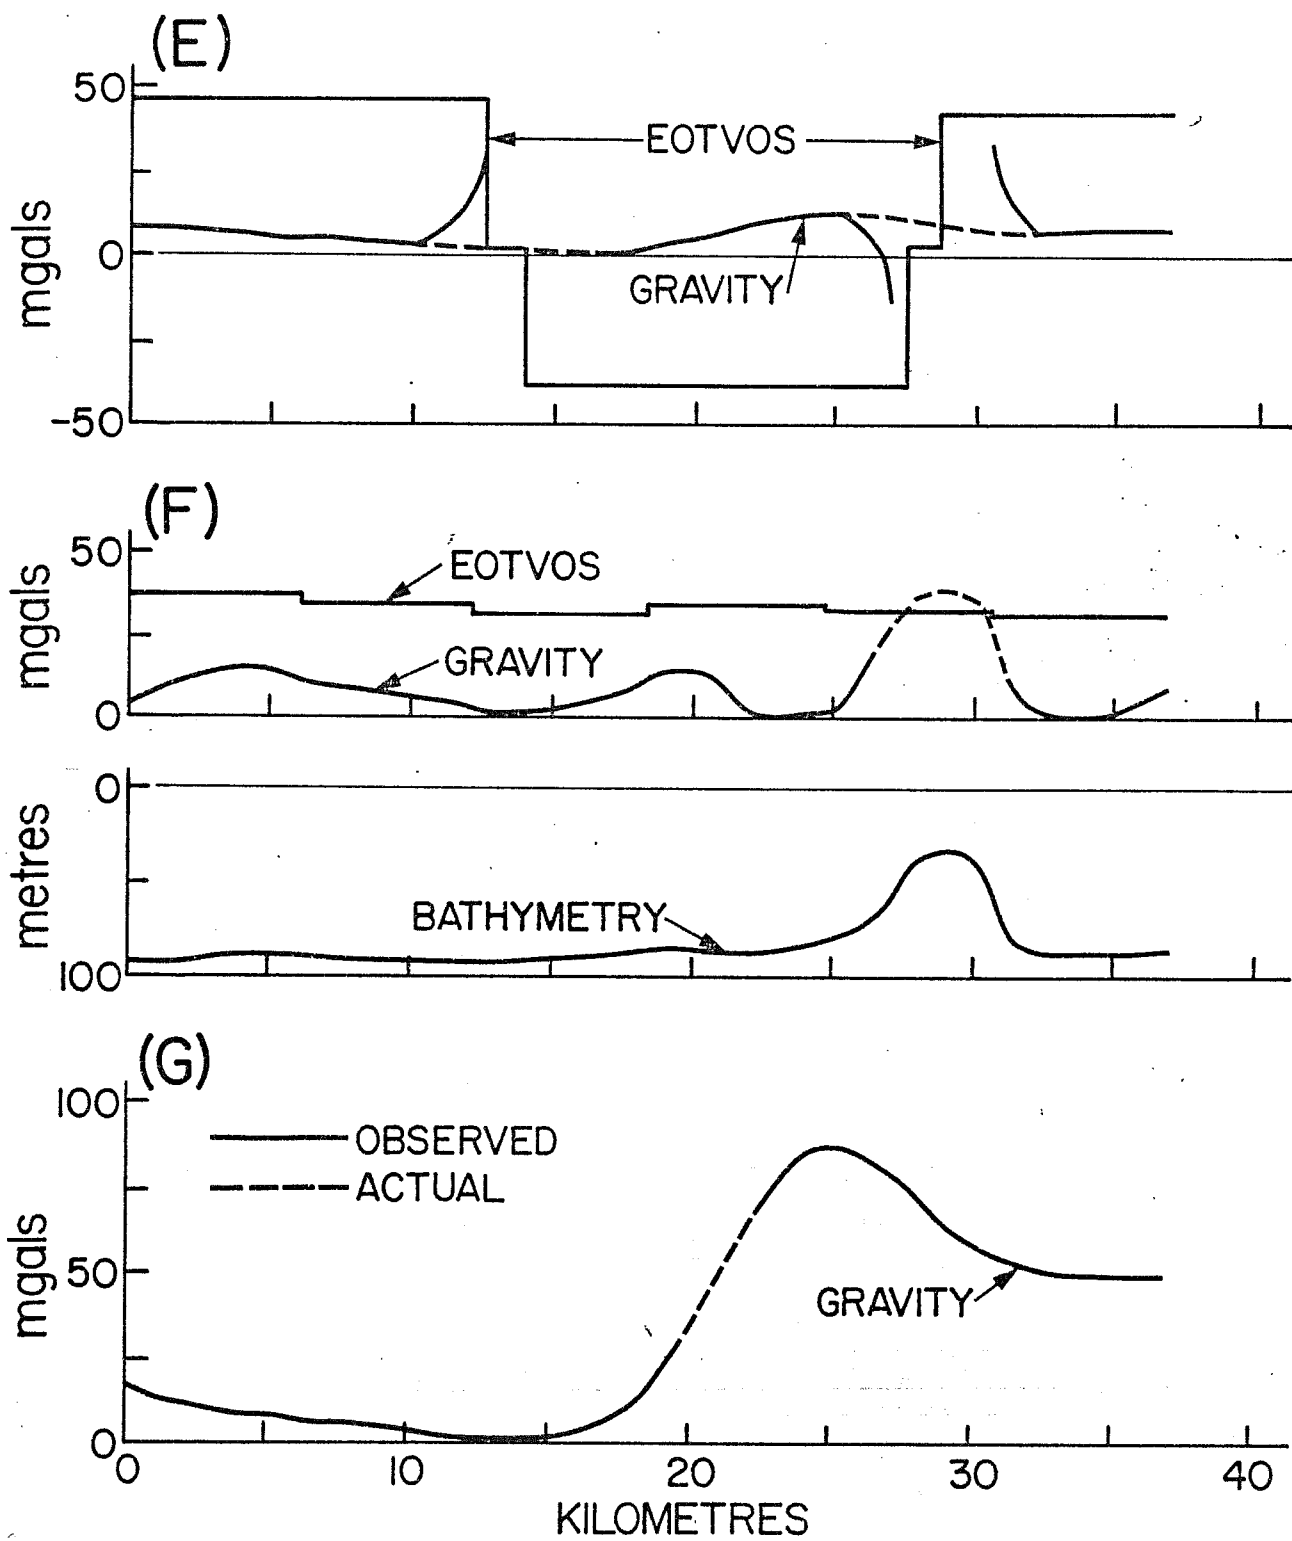 (E)
50
EOTVOS
mgals
0
GRAVITY
-50
(F)
50
EOTVOS
mgals
GRAVITY
0
0
metres
BATHYMETRY
100
(G)
100
OBSERVED
ACTUAL
mgals
50
GRAVITY
0
0 10 20 30 40
KILOMETRES